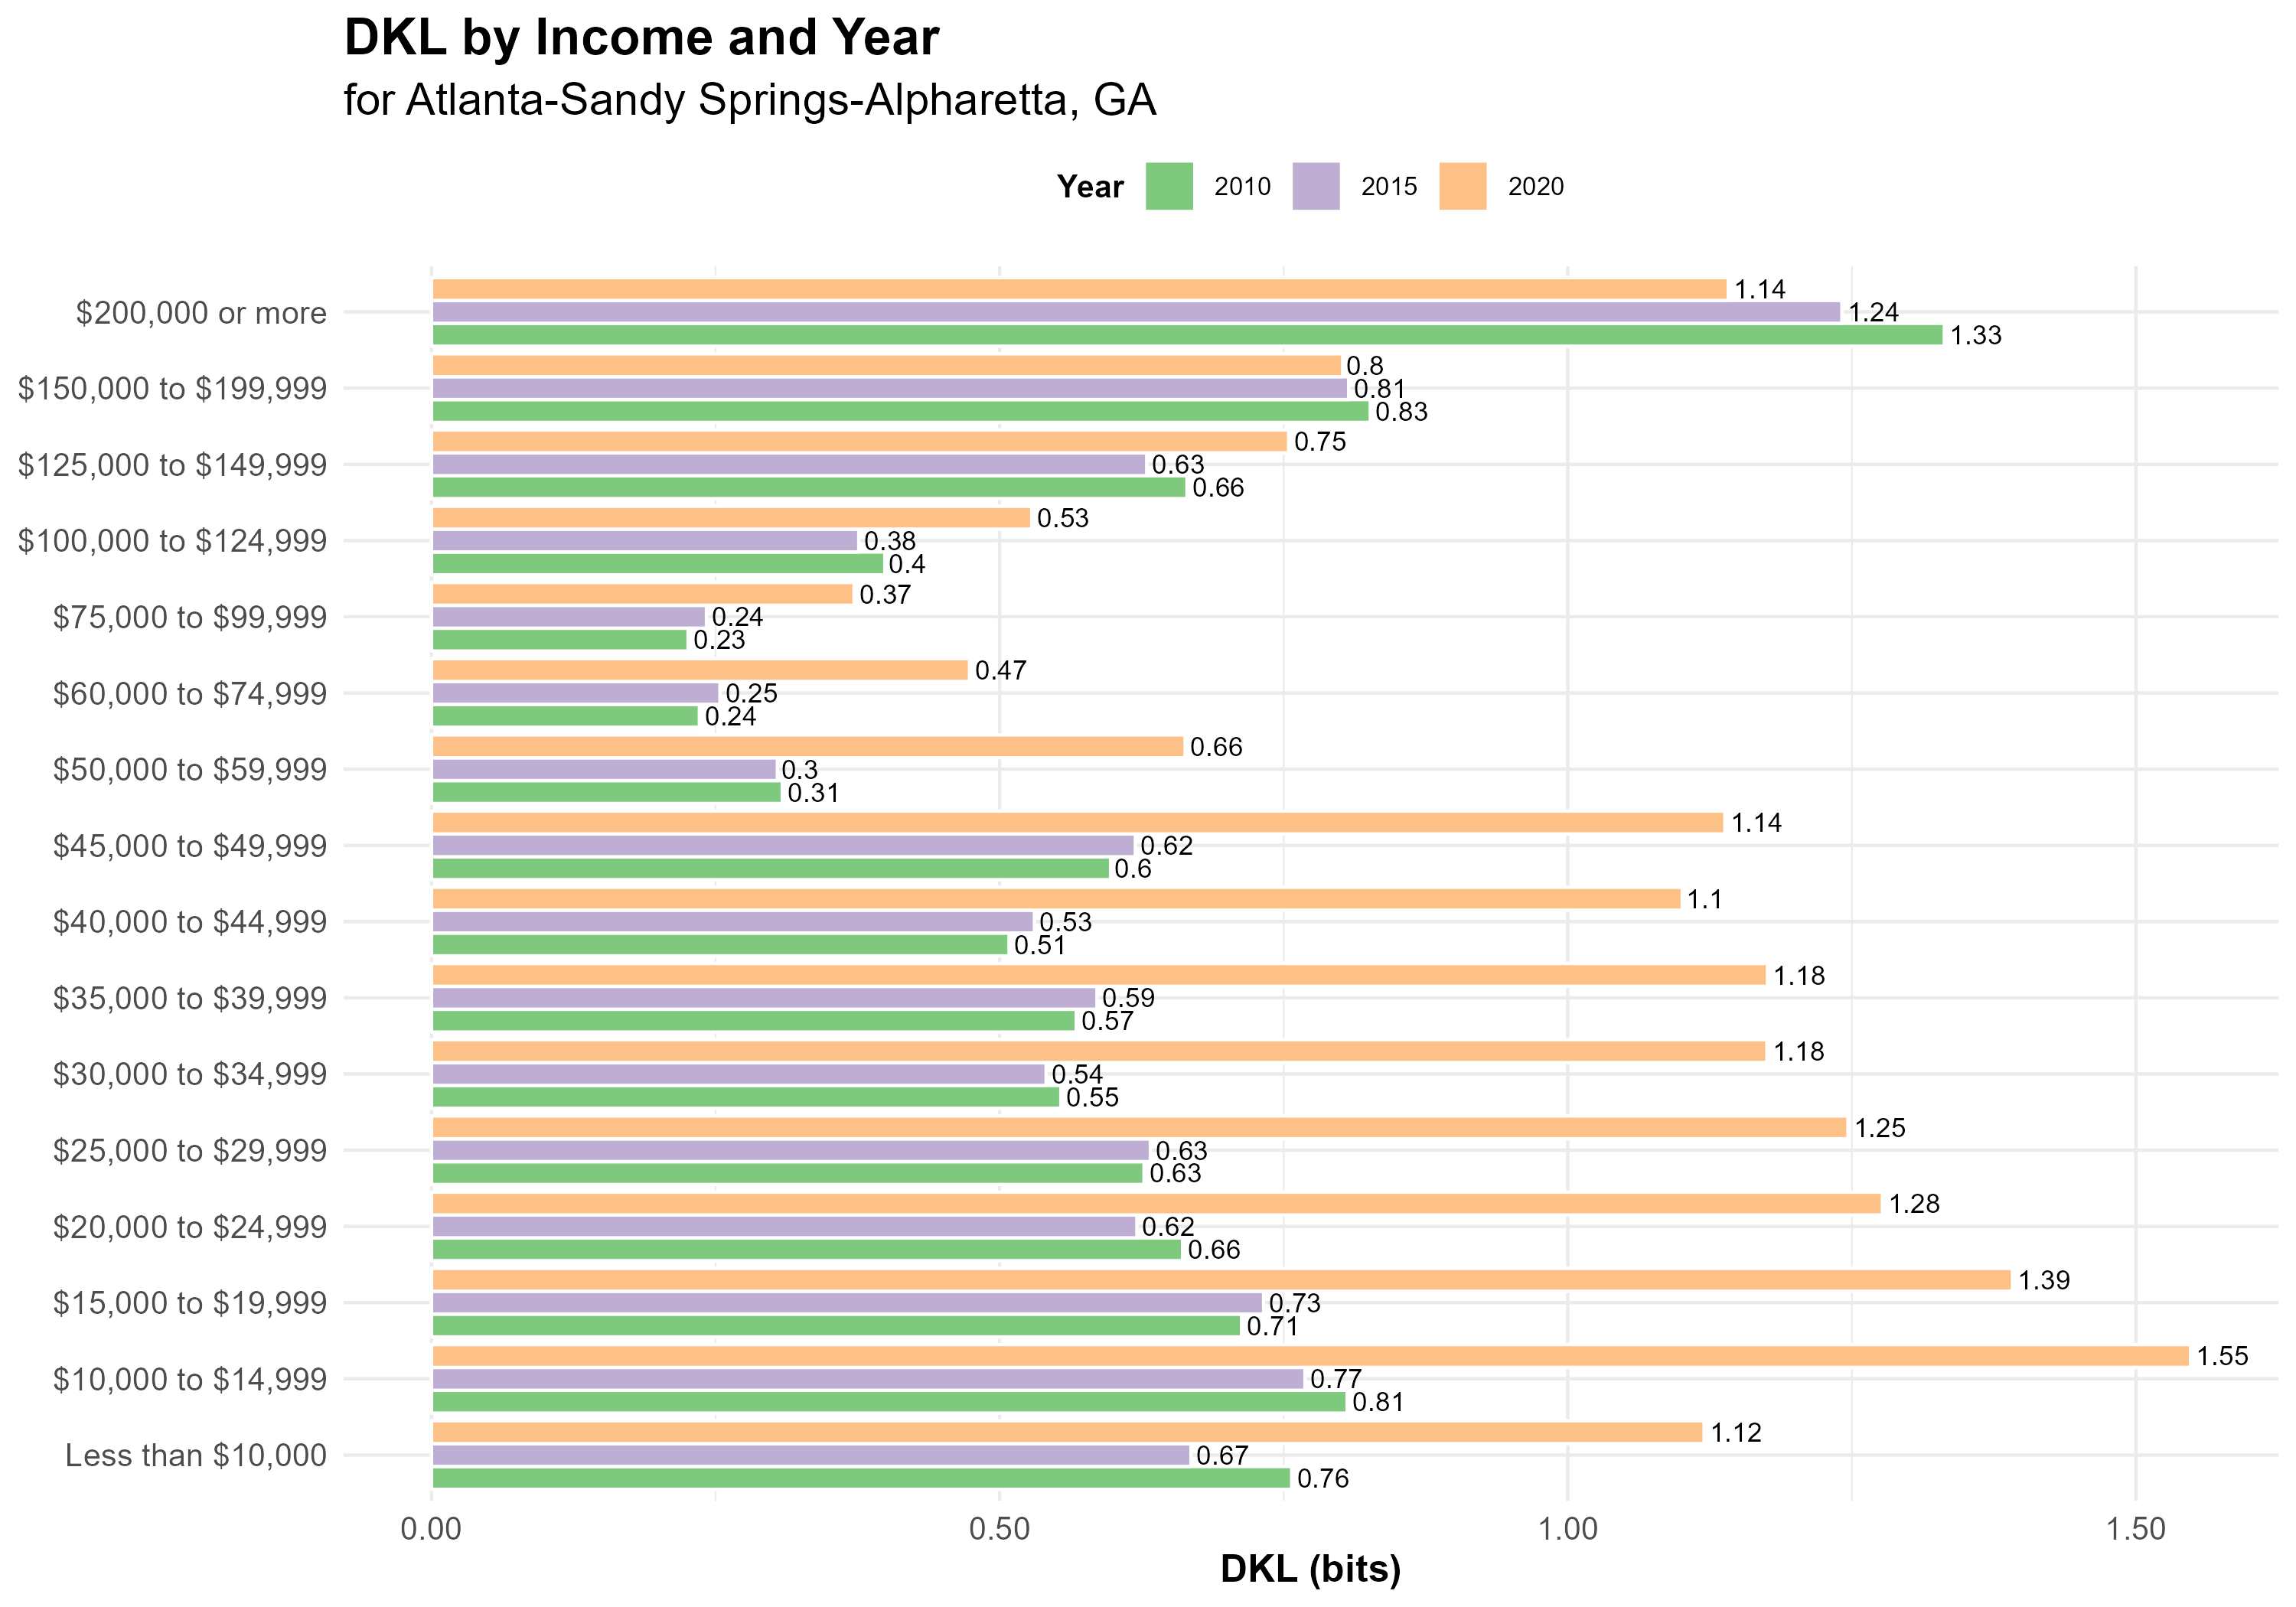 DKL by Income and Year
for Atlanta-Sandy Springs-Alpharetta, GA
Year 2010 2015 2020
$200,000 or more
1.14
1.24
1.33
$150,000 to $199,999
0.8
0.81
0.83
$125,000 to $149,999
0.75
0.63
0.66
$100,000 to $124,999
0.53
0.38
0.4
$75,000 to $99,999
0.37
0.24
0.23
$60,000 to $74,999
0.47
0.25
0.24
$50,000 to $59,999
0.66
0.3
0.31
$45,000 to $49,999
1.14
0.62
0.6
$40,000 to $44,999
1.1
0.53
0.51
$35,000 to $39,999
1.18
0.59
0.57
$30,000 to $34,999
1.18
0.54
0.55
$25,000 to $29,999
1.25
0.63
0.63
$20,000 to $24,999
1.28
0.62
0.66
$15,000 to $19,999
1.39
0.73
0.71
$10,000 to $14,999
1.55
0.77
0.81
Less than $10,000
1.12
0.67
0.76
0.00 0.50 1.00 1.50
DKL (bits)